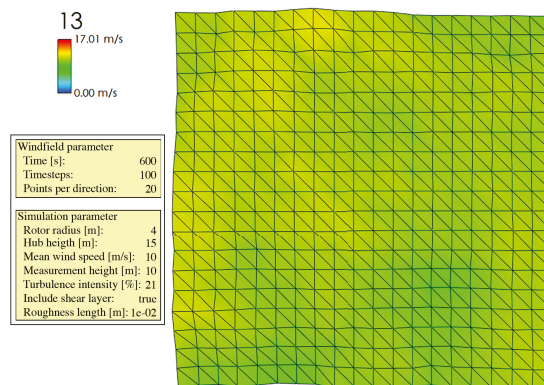 13
17.01 m/s
0.00 m/s
Windfield parameter
Time [s]: 600
Timesteps: 100
Points per direction: 20
Simulation parameter
Rotor radius [m]: 4
Hub heigth [m]: 15
Mean wind speed [m/s]: 10
Measurement height [m]: 10
Turbulence intensity [%]: 21
Include shear layer: true
Roughness length [m]: 1e-02